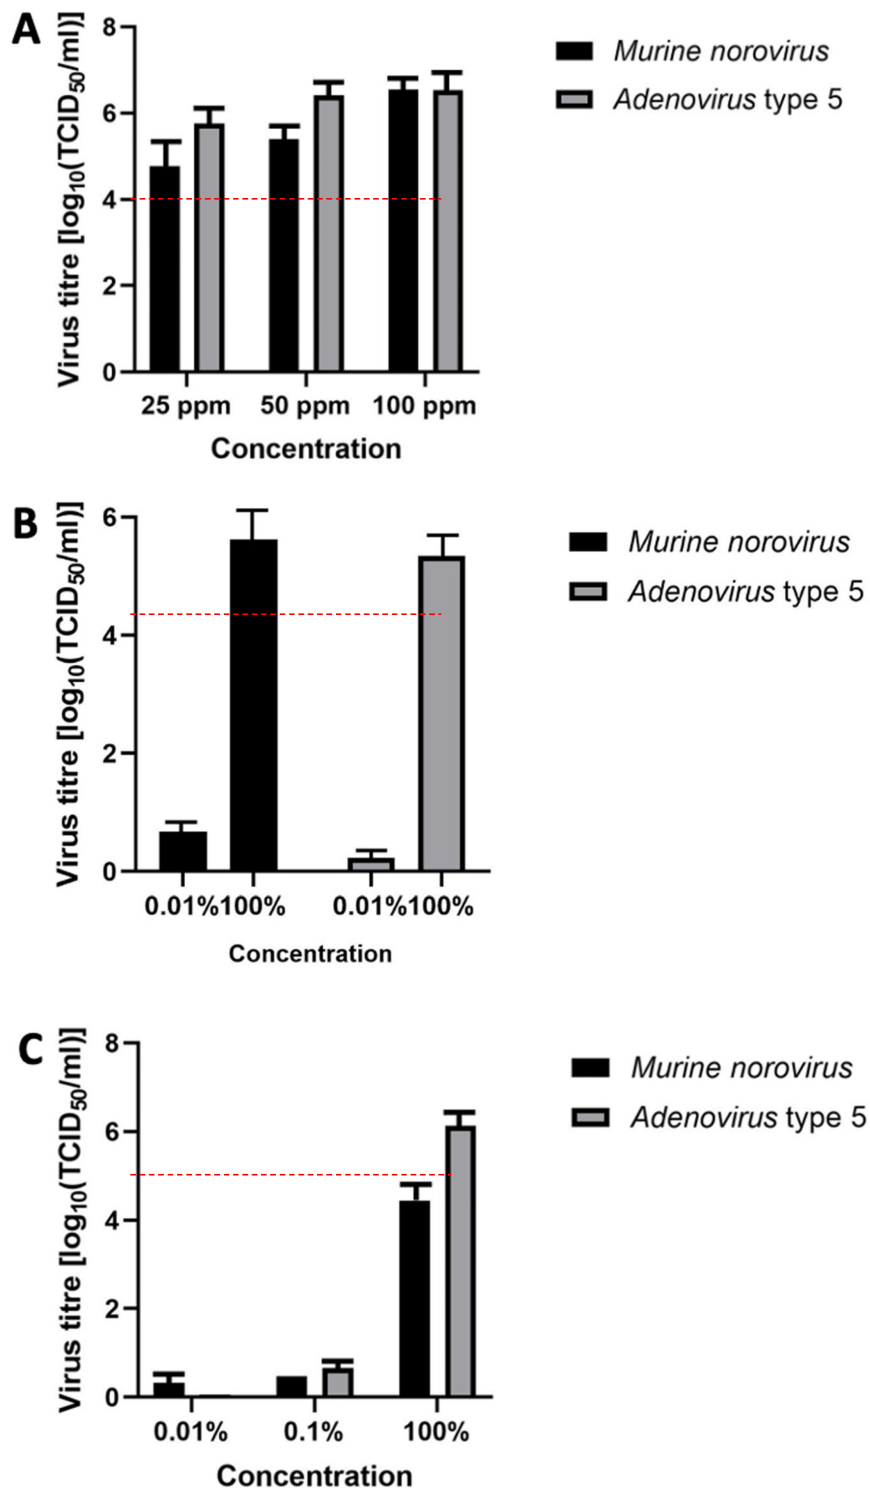 A
Virus titre [log10(TCID50/ml)]
8
6
4
2
0
25 ppm 50 ppm 100 ppm
Concentration
Murine norovirus
Adenovirus type 5
B
Virus titre [log10(TCID50/ml)]
6
4
2
0
0.01% 100% 0.01% 100%
Concentration
Murine norovirus
Adenovirus type 5
C
Virus titre [log10(TCID50/ml)]
8
6
4
2
0
0.01% 0.1% 100%
Concentration
Murine norovirus
Adenovirus type 5